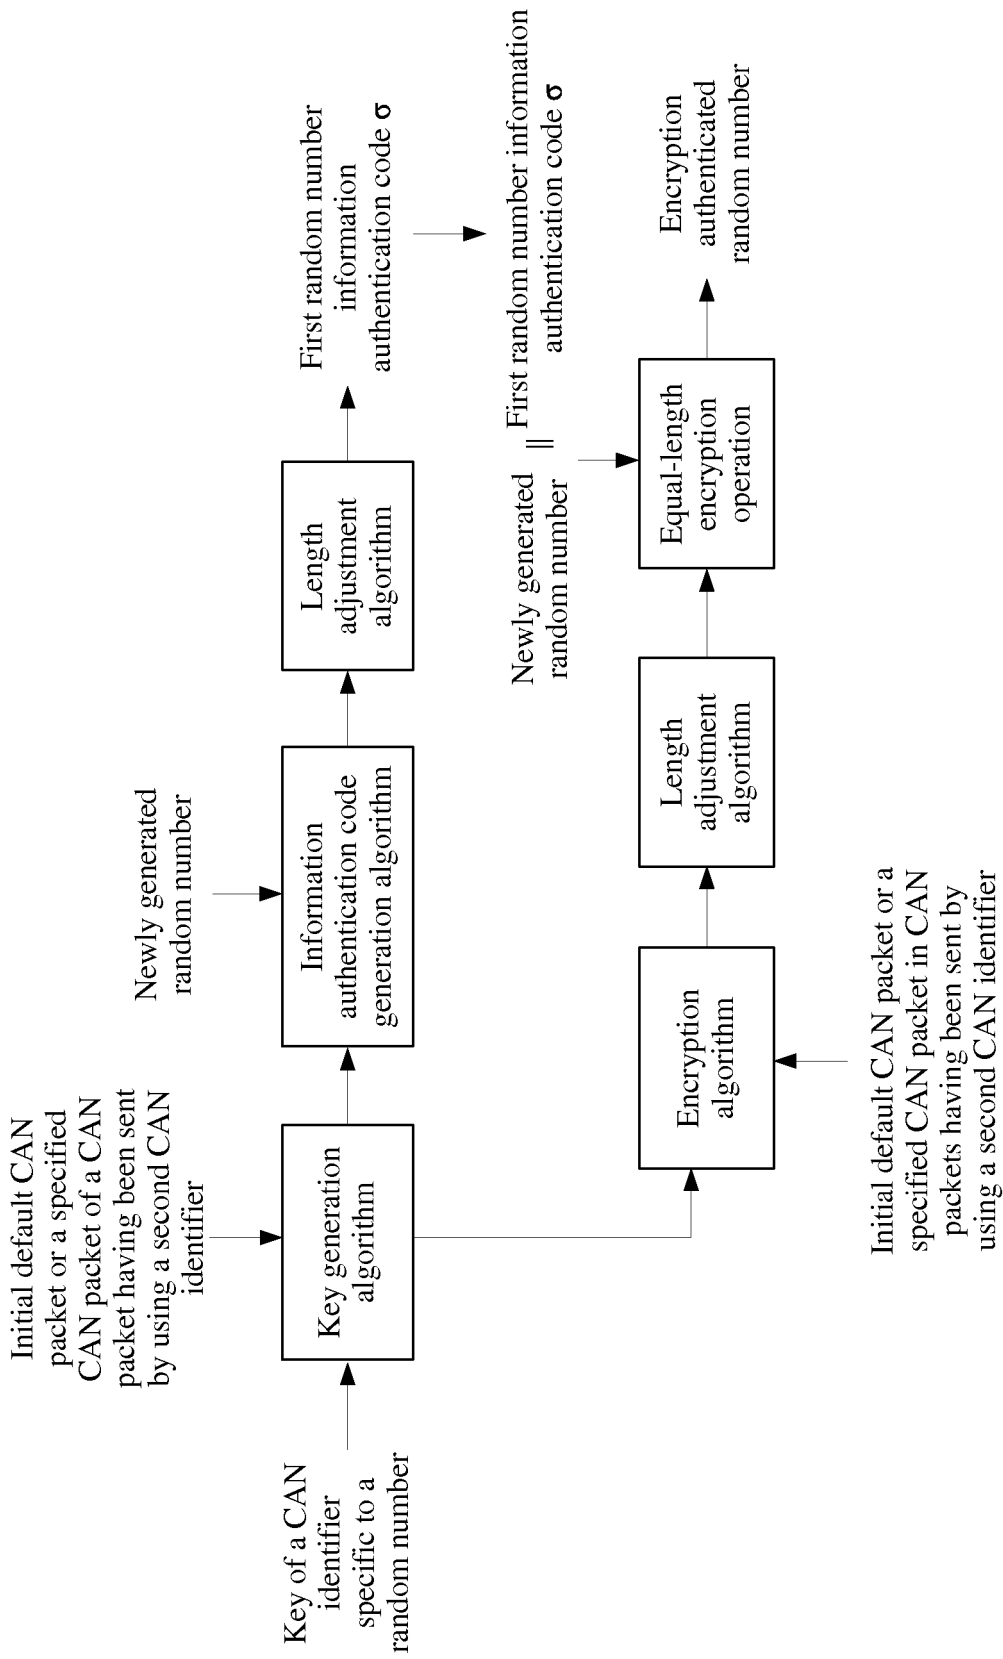 Key of a CAN
identifier
specific to a
random number
Initial default CAN
packet or a specified
CAN packet of a CAN
packet having been sent
by using a second CAN
identifier
Key generation
algorithm
Newly generated
random number
Information
authentication code
generation algorithm
Length
adjustment
algorithm
First random number
information
authentication code σ
Newly generated
random number
||
First random number information
authentication code σ
Initial default CAN packet or a
specified CAN packet in CAN
packets having been sent by
using a second CAN identifier
Encryption
algorithm
Length
adjustment
algorithm
Equal-length
encryption
operation
Encryption
authenticated
random number